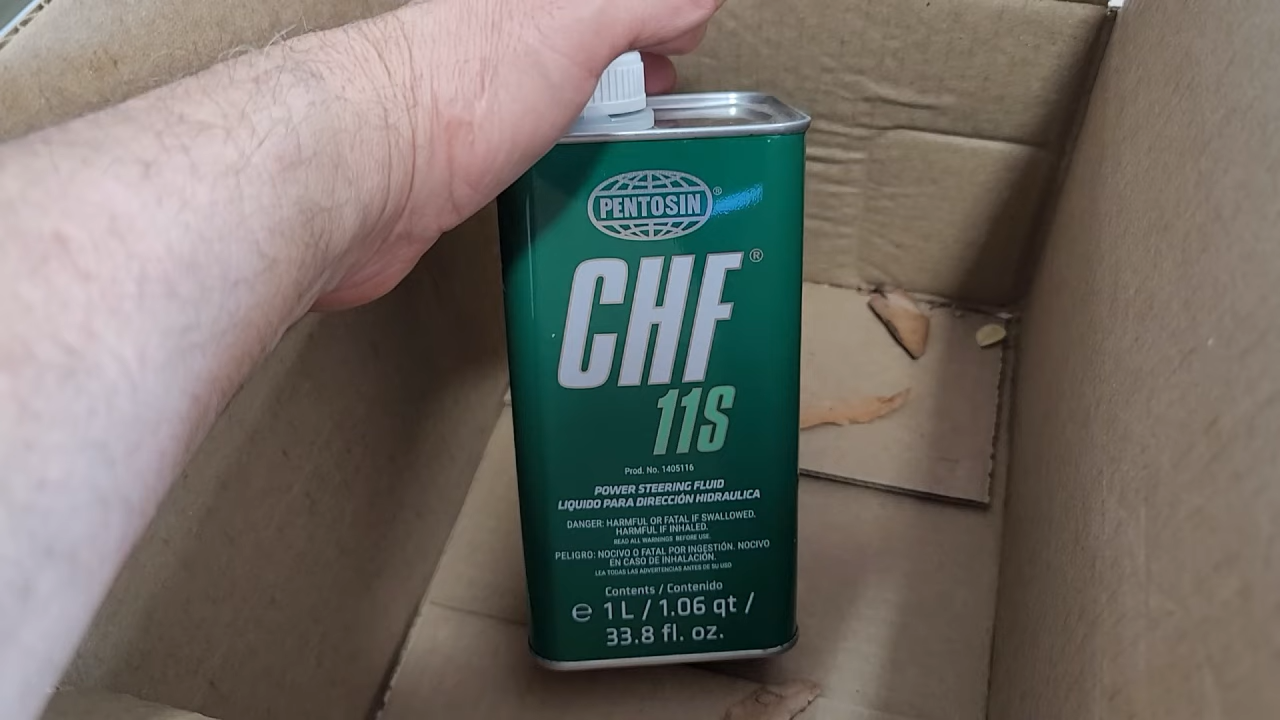 PENTOSIN®
CHF®
11S
Prod. No. 1405116
POWER STEERING FLUID
LIQUIDO PARA DIRECCIÓN HIDRAULICA
DANGER: HARMFUL OR FATAL IF SWALLOWED.
HARMFUL IF INHALED.
READ ALL WARNINGS BEFORE USE.
PELIGRO: NOCIVO O FATAL POR INGESTIÓN. NOCIVO
EN CASO DE INHALACIÓN.
LEA TODAS LAS ADVERTENCIAS ANTES DE SU USO
Contents / Contenido
℮ 1 L / 1.06 qt /
33.8 fl. oz.